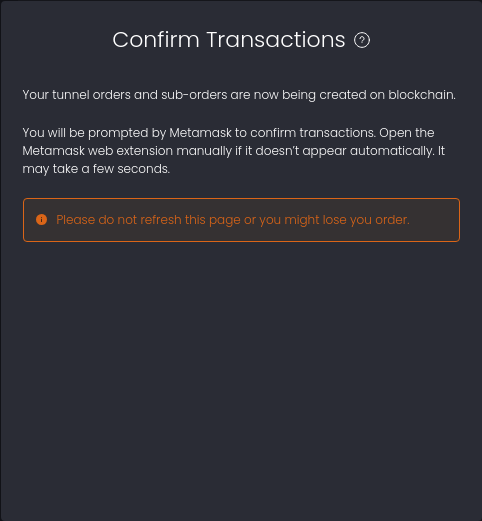 Confirm Transactions ?
Your tunnel orders and sub-orders are now being created on blockchain.
You will be prompted by Metamask to confirm transactions. Open the
Metamask web extension manually if it doesn't appear automatically. It
may take a few seconds.
Please do not refresh this page or you might lose you order.